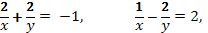 2/x + 2/y = −1, 1/x − 2/y = 2,